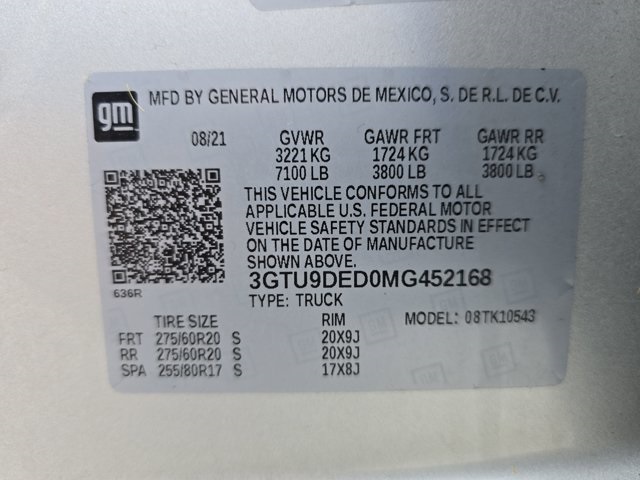 gm
MFD BY GENERAL MOTORS DE MEXICO, S. DE R.L. DE C.V.
08/21 GVWR GAWR FRT GAWR RR
3221 KG 1724 KG 1724 KG
7100 LB 3800 LB 3800 LB
THIS VEHICLE CONFORMS TO ALL
APPLICABLE U.S. FEDERAL MOTOR
VEHICLE SAFETY STANDARDS IN EFFECT
ON THE DATE OF MANUFACTURE
SHOWN ABOVE.
3GTU9DED0MG452168
636R
TYPE: TRUCK
TIRE SIZE RIM MODEL: 08TK10543
FRT 275/60R20 S 20X9J
RR 275/60R20 S 20X9J
SPA 255/80R17 S 17X8J